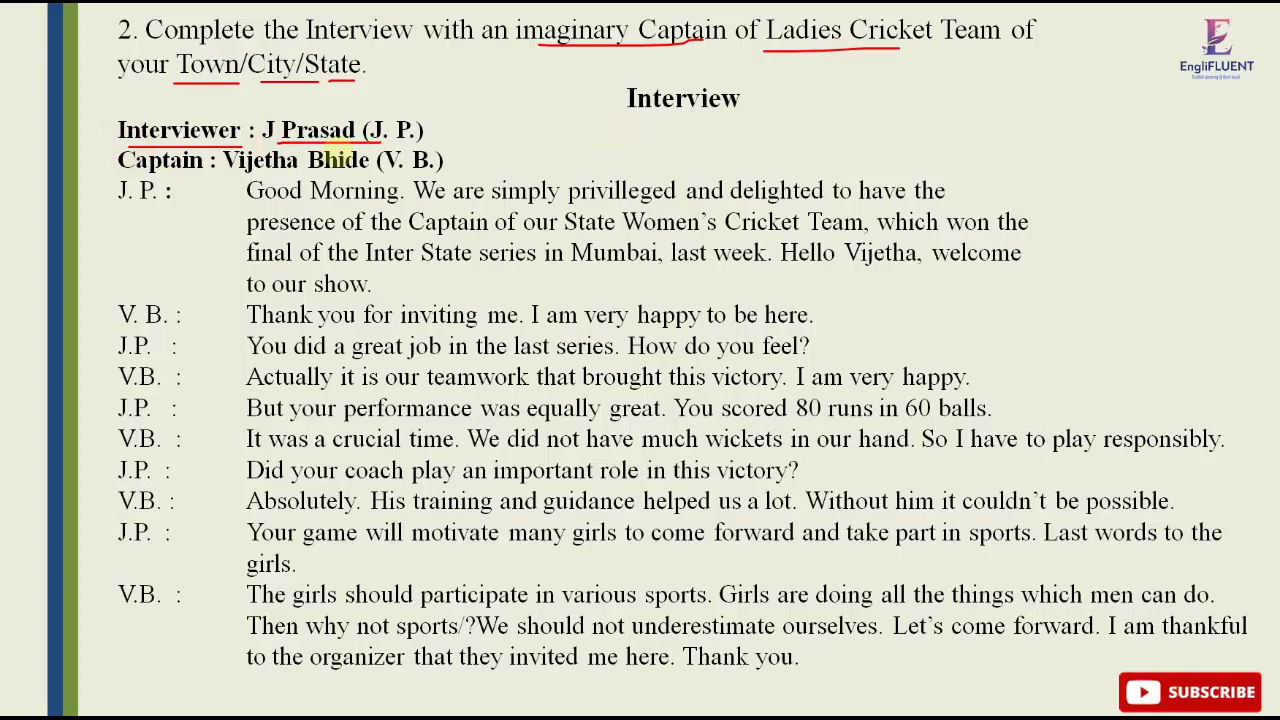 2. Complete the Interview with an imaginary Captain of Ladies Cricket Team of
your Town/City/State.
EngliFLUENT
Interview
Interviewer : J Prasad (J. P.)
Captain : Vijetha Bhide (V. B.)
J. P. : Good Morning. We are simply privilleged and delighted to have the
presence of the Captain of our State Women's Cricket Team, which won the
final of the Inter State series in Mumbai, last week. Hello Vijetha, welcome
to our show.
V. B. : Thank you for inviting me. I am very happy to be here.
J.P. : You did a great job in the last series. How do you feel?
V.B. : Actually it is our teamwork that brought this victory. I am very happy.
J.P. : But your performance was equally great. You scored 80 runs in 60 balls.
V.B. : It was a crucial time. We did not have much wickets in our hand. So I have to play responsibly.
J.P. : Did your coach play an important role in this victory?
V.B. : Absolutely. His training and guidance helped us a lot. Without him it couldn't be possible.
J.P. : Your game will motivate many girls to come forward and take part in sports. Last words to the
girls.
V.B. : The girls should participate in various sports. Girls are doing all the things which men can do.
Then why not sports/?We should not underestimate ourselves. Let's come forward. I am thankful
to the organizer that they invited me here. Thank you.
SUBSCRIBE